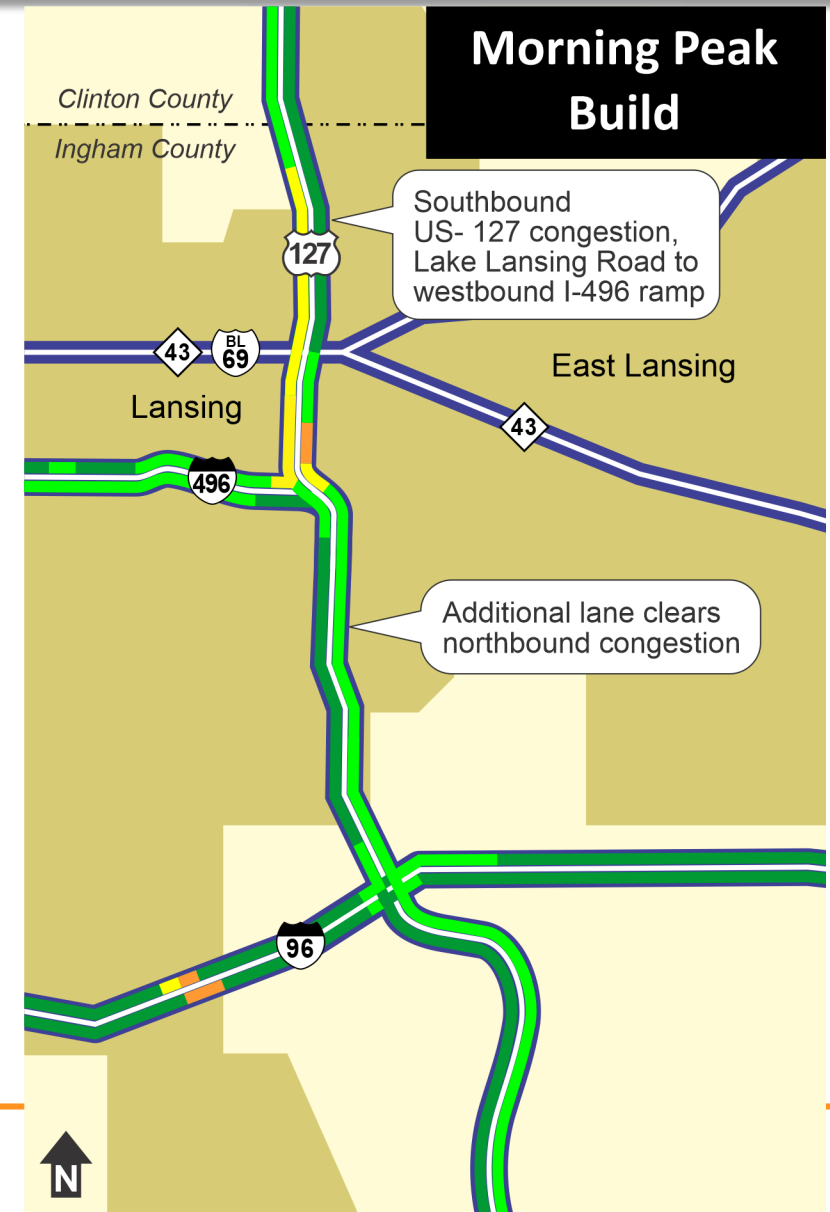 Morning Peak
Build
Clinton County
Ingham County
Southbound
US- 127 congestion,
Lake Lansing Road to
westbound I-496 ramp
127
43
BL
69
East Lansing
Lansing
43
496
Additional lane clears
northbound congestion
96
N